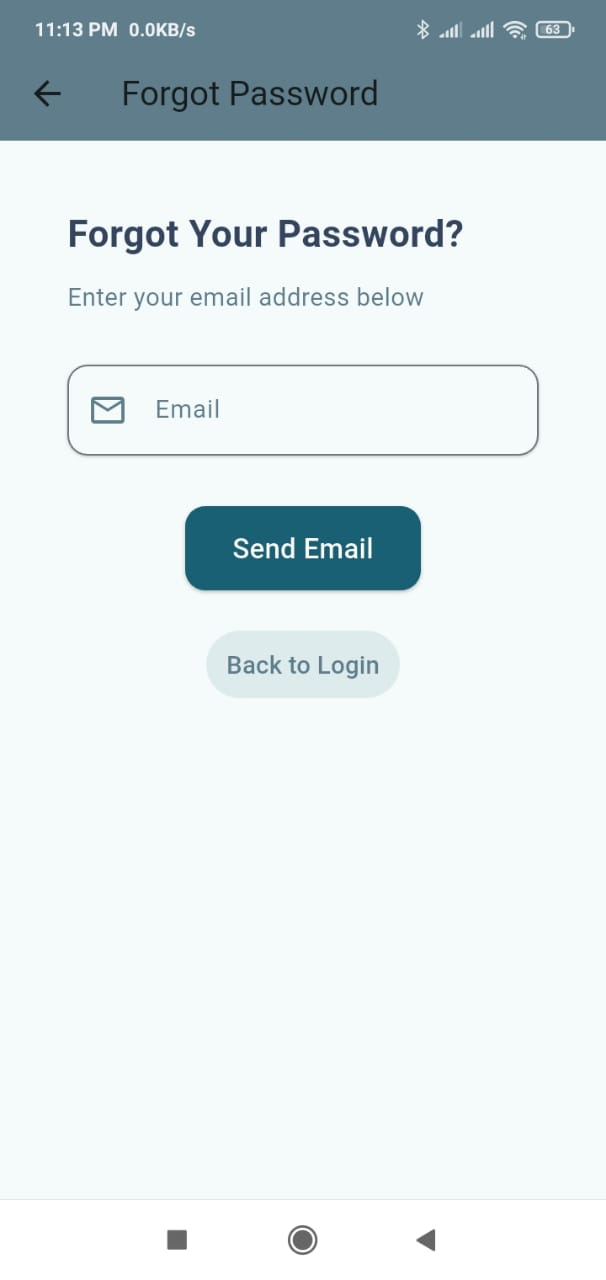 11:13 PM 0.0KB/s 63
Forgot Password
Forgot Your Password?
Enter your email address below
Email
Send Email
Back to Login